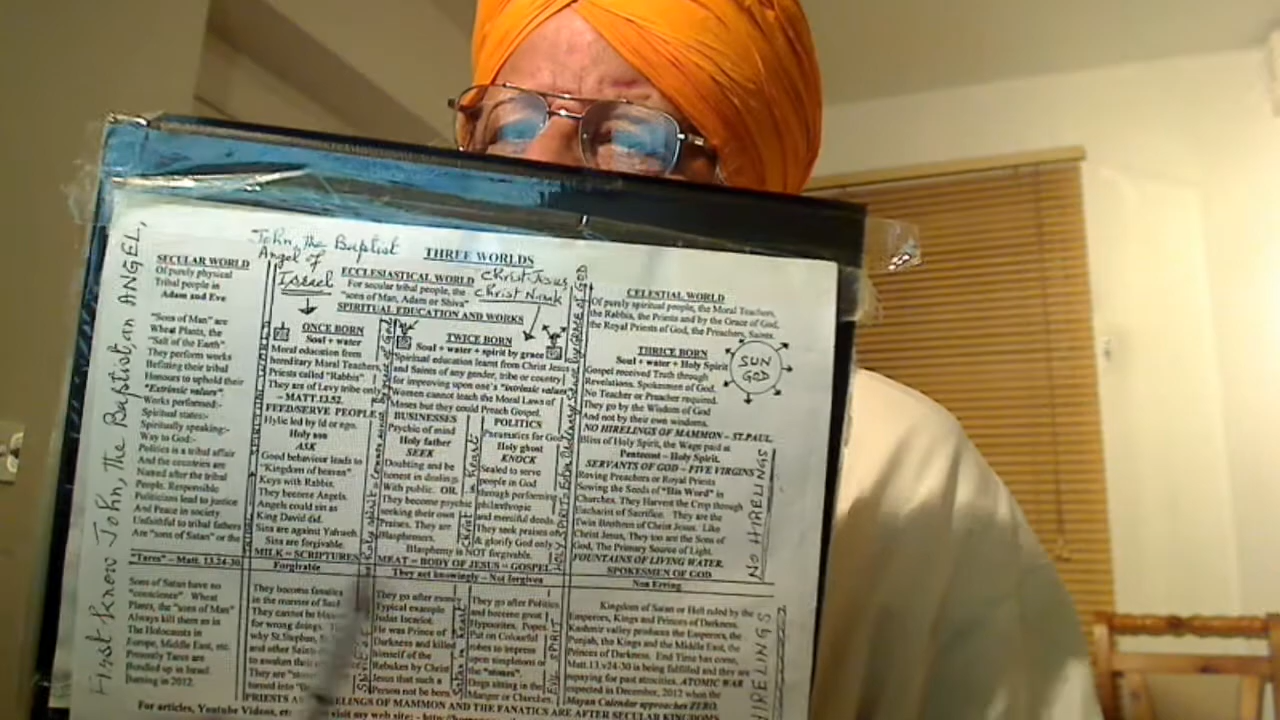 First know John, the Baptist, an ANGEL,
John, the Baptist
Angel of
Israel
THREE WORLDS
SECULAR WORLD
Of purely physical
Tribal people in
Adam and Eve
"Sons of Man" are
Wheat Plants, the
"Salt of the Earth".
They perform works
Befitting their tribal
Honours to uphold their
"Extrinsic values".
Works performed:-
Spiritual states:-
Spiritually speaking:-
Way to God:-
Politics is a tribal affair
And the countries are
Named after the tribal
People. Responsible
Politicians lead to justice
And Peace in society
Unfaithful to tribal fathers
Are "sons of Satan" or the
"Tares" – Matt. 13.24-30.
Sons of Satan have no
"conscience". Wheat
Plants, the "sons of Man"
Always kill them as in
The Holocausts in
Europe, Middle East, etc.
Presently Tares are
Bundled up in Israel
burning in 2012.
ECCLESIASTICAL WORLD
For secular tribal people, the
"sons of Man, Adam or Shiva"
Christ Jesus,
Christ Nanak
SPIRITUAL EDUCATION AND WORKS
ONCE BORN
Soul + water
Moral education from
hereditary Moral Teachers,
Priests called "Rabbis".
They are of Levy tribe only
– MATT.13.52.
FEED/SERVE PEOPLE
Hylic led by Id or ego.
Holy son
ASK
Good behaviour leads to
"Kingdom of heaven"
Keys with Rabbis.
They become Angels.
Angels could sin as
King David did.
Sins are against Yahweh.
Sins are forgivable.
MILK = SCRIPTURES
Forgivable
They become fanatics
in the manner of Saul
They cannot be
for wrong doings.
why St.Stephen,
and other Saints
to awaken
They are
turned into
TWICE BORN
Soul + water + spirit by grace
Spiritual education learnt from Christ Jesus
and Saints of any gender, tribe or country
for improving upon one's "intrinsic values".
Women cannot teach the Moral Laws of
Moses but they could Preach Gospel.
BUSINESSES
Psychic of mind
Holy father
SEEK
Doubting and be
honest in dealings
With public. OR,
They become psychic
seeking their own
Praises. They are
Blasphemors.
POLITICS
Pneumatics for God
Holy ghost
KNOCK
Sealed to serve
people in God
through performing
philanthropic
and merciful deeds.
They seek praises of
& glorify God only
Blasphemy is NOT forgivable.
MEAT = BODY OF JESUS = GOSPEL
They act knowingly – Not forgiven
They go after money
Typical example
Judas Iscariot.
He was Prince of
Darkness and killed
himself of the
Rebukes by Christ
Jesus that such a
Person not be born
They go after Politics
and become great
Hypocrites, Popes.
Put on Colourful
robes to impress
upon simpletons or
the "stones".
Dogs sitting in the
Manger or Churches.
CELESTIAL WORLD
Of purely spiritual people, the Moral Teachers,
the Rabbis, the Priests and by the Grace of God,
the Royal Priests of God, the Preachers, Saints.
THRICE BORN
Soul + water + Holy Spirit
Gospel received Truth through
Revelations. Spokesmen of God.
No Teacher or Preacher required.
They go by the Wisdom of God
And not by their own wisdoms.
SUN
GOD
NO HIRELINGS OF MAMMON – ST.PAUL
Bliss of Holy Spirit, the Wage paid at
Pentecost – Holy Spirit.
SERVANTS OF GOD – FIVE VIRGINS
Roving Preachers or Royal Priests
Sowing the Seeds of "His Word" in
Churches. They Harvest the Crop through
Eucharist of Sacrifice. They are the
Twin Brethren of Christ Jesus. Like
Christ Jesus, They too are the Sons of
God, The Primary Source of Light.
FOUNTAINS OF LIVING WATER.
SPOKESMEN OF GOD
Non Erring
NO HIRELINGS
Kingdom of Satan or Hell ruled by the
Emperors, Kings and Princes of Darkness.
Kashmir valley produces the Emperors, the
Punjab, the Kings and the Middle East, the
Princes of Darkness. End Time has come,
Matt.13.v24-30 is being fulfilled and they are
repaying for past atrocities. ATOMIC WAR
expected in December, 2012 when the
Mayan Calendar approaches ZERO.
HIRELINGS
HIRELINGS OF MAMMON AND THE FANATICS ARE AFTER SECULAR KINGDOMS
For articles, Youtube Videos, etc visit my web site:-